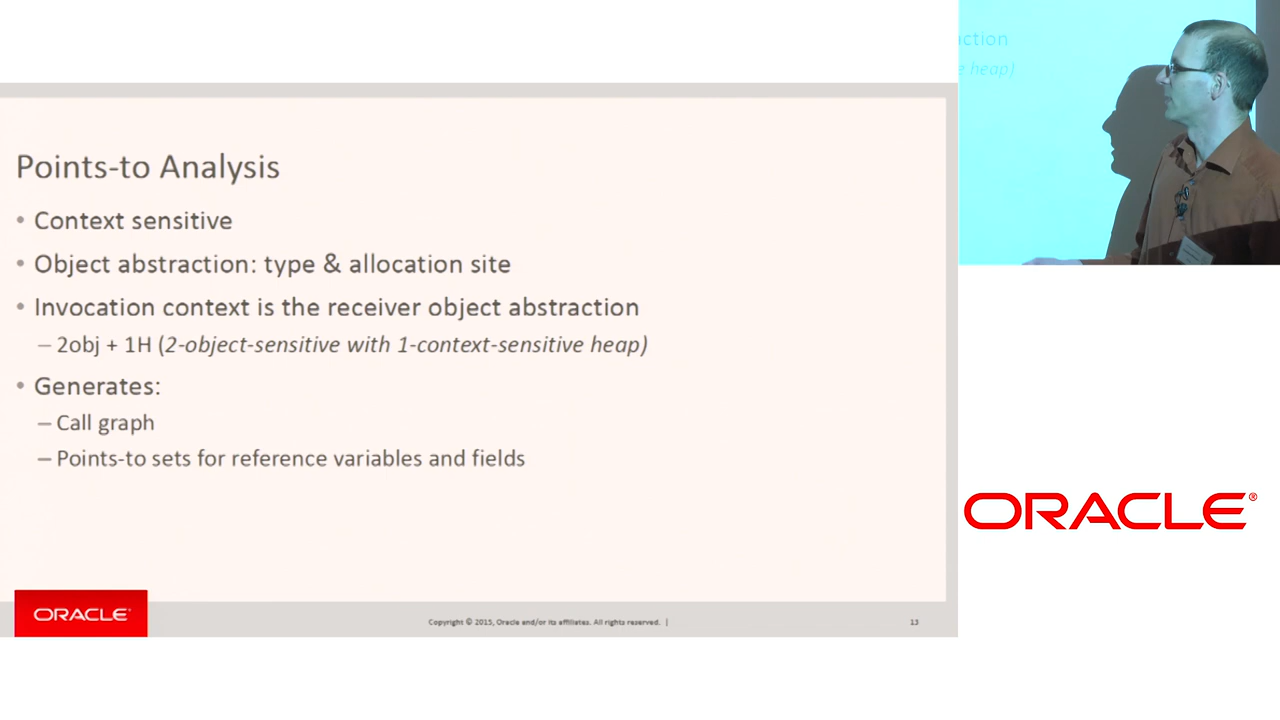 Points-to Analysis
• Context sensitive
• Object abstraction: type & allocation site
• Invocation context is the receiver object abstraction
– 2obj + 1H (2-object-sensitive with 1-context-sensitive heap)
• Generates:
– Call graph
– Points-to sets for reference variables and fields
ORACLE®
Copyright © 2015, Oracle and/or its affiliates. All rights reserved. |
13
heap)
ORACLE®